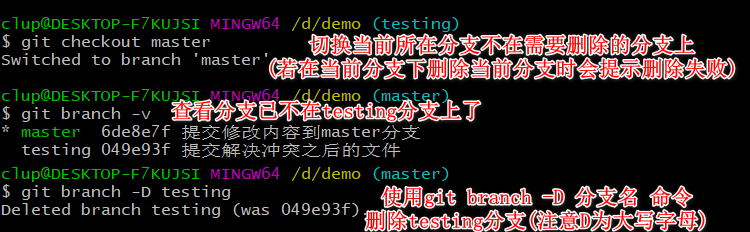 clup@DESKTOP-F7KUJSI MINGW64 /d/demo (testing)
$ git checkout master
切换当前所在分支不在需要删除的分支上
Switched to branch 'master'
(若在当前分支下删除当前分支时会提示删除失败)
clup@DESKTOP-F7KUJSI MINGW64 /d/demo (master)
$ git branch -v
查看分支已不在testing分支上了
* master 6de8e7f 提交修改内容到master分支
testing 049e93f 提交解决冲突之后的文件
clup@DESKTOP-F7KUJSI MINGW64 /d/demo (master)
$ git branch -D testing
使用git branch -D 分支名 命令
Deleted branch testing (was 049e93f)
删除testing分支(注意D为大写字母)